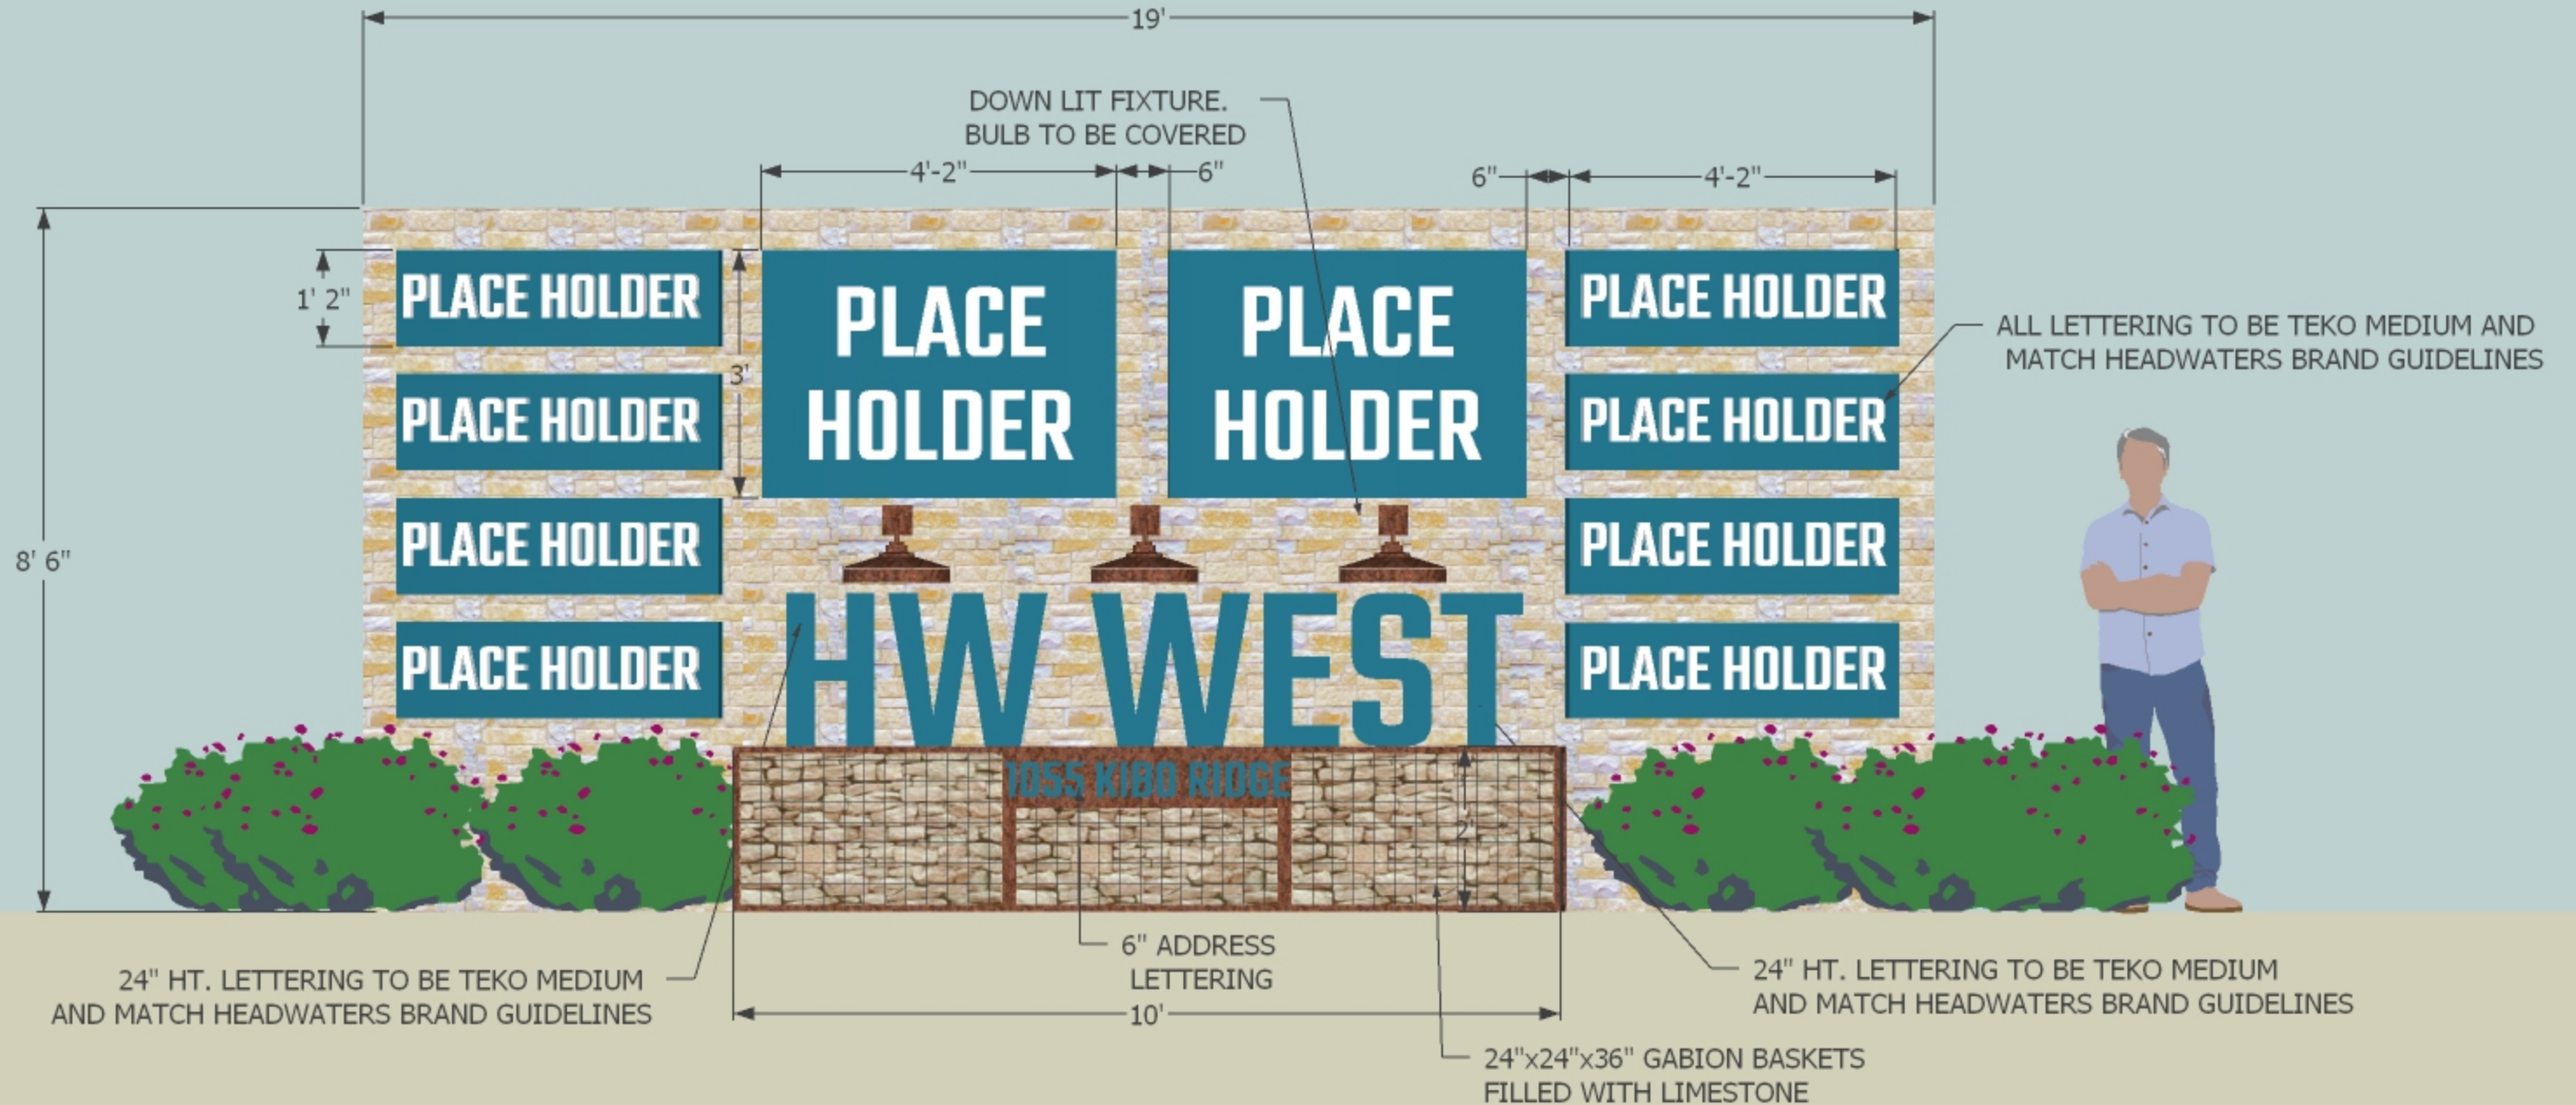 19'
DOWN LIT FIXTURE.
BULB TO BE COVERED
4'-2"
6"
6"
4'-2"
1' 2"
3'
8' 6"
PLACE HOLDER
PLACE HOLDER
PLACE HOLDER
PLACE HOLDER
PLACE
HOLDER
PLACE
HOLDER
PLACE HOLDER
PLACE HOLDER
PLACE HOLDER
PLACE HOLDER
ALL LETTERING TO BE TEKO MEDIUM AND
MATCH HEADWATERS BRAND GUIDELINES
HW WEST
1055 KIBO RIDGE
2'
6" ADDRESS
LETTERING
10'
24" HT. LETTERING TO BE TEKO MEDIUM
AND MATCH HEADWATERS BRAND GUIDELINES
24" HT. LETTERING TO BE TEKO MEDIUM
AND MATCH HEADWATERS BRAND GUIDELINES
24"x24"x36" GABION BASKETS
FILLED WITH LIMESTONE